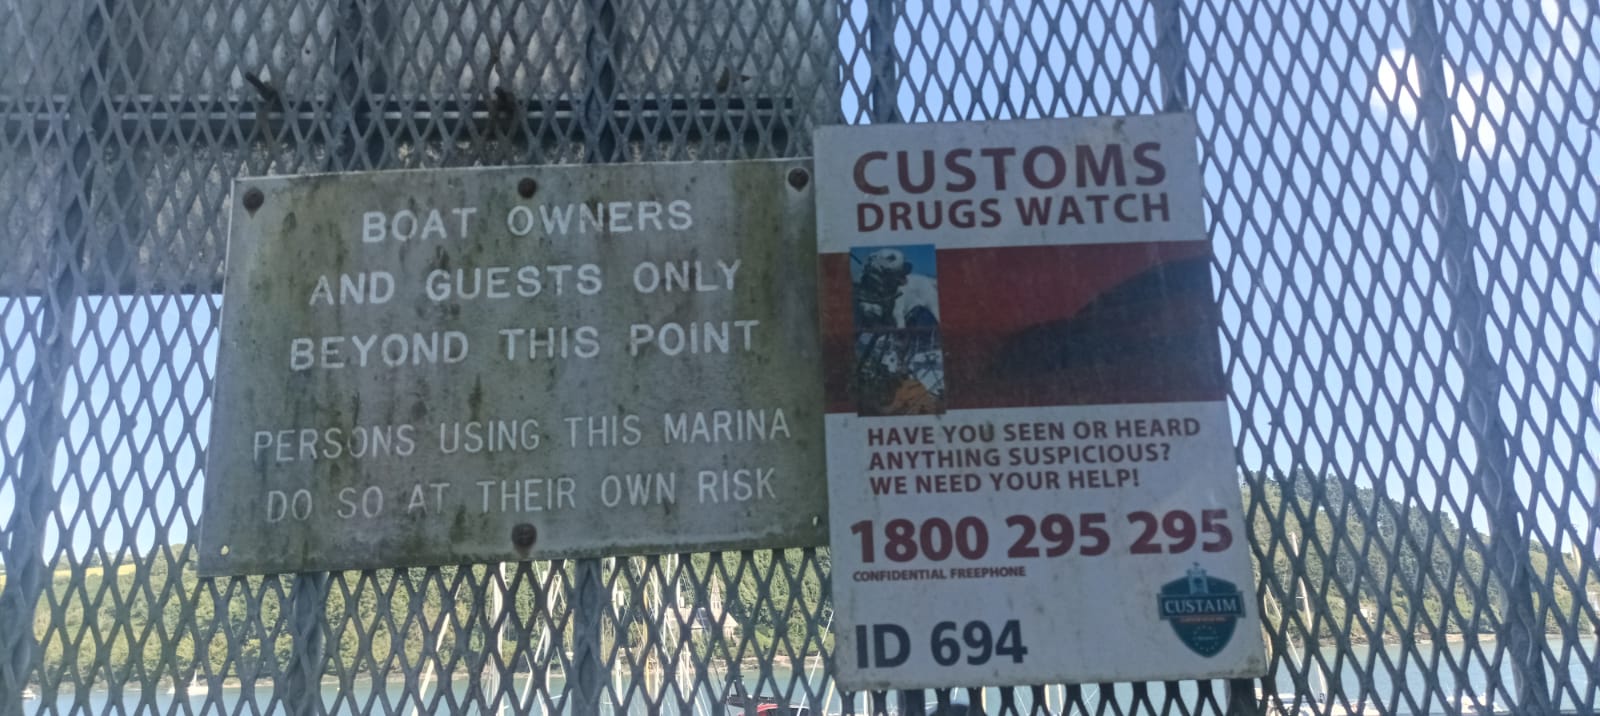 BOAT OWNERS
AND GUESTS ONLY
BEYOND THIS POINT
PERSONS USING THIS MARINA
DO SO AT THEIR OWN RISK
CUSTOMS
DRUGS WATCH
HAVE YOU SEEN OR HEARD
ANYTHING SUSPICIOUS?
WE NEED YOUR HELP!
1800 295 295
CONFIDENTIAL FREEPHONE
ID 694
CUSTAIM